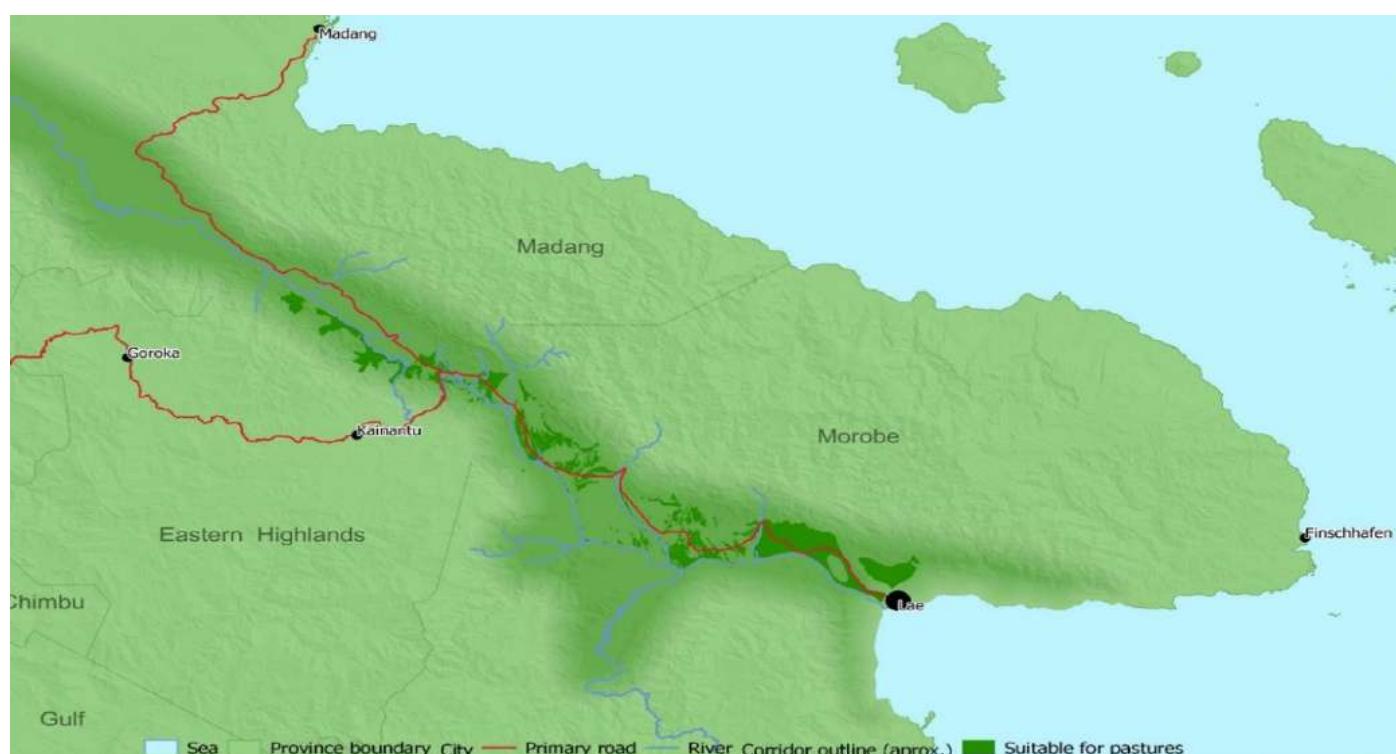 Madang
Madang
Goroka
Kainantu
Morobe
Eastern Highlands
Finschhafen
Chimbu
Lae
Gulf
Sea Province boundary City Primary road River Corridor outline (aprox.) Suitable for pastures